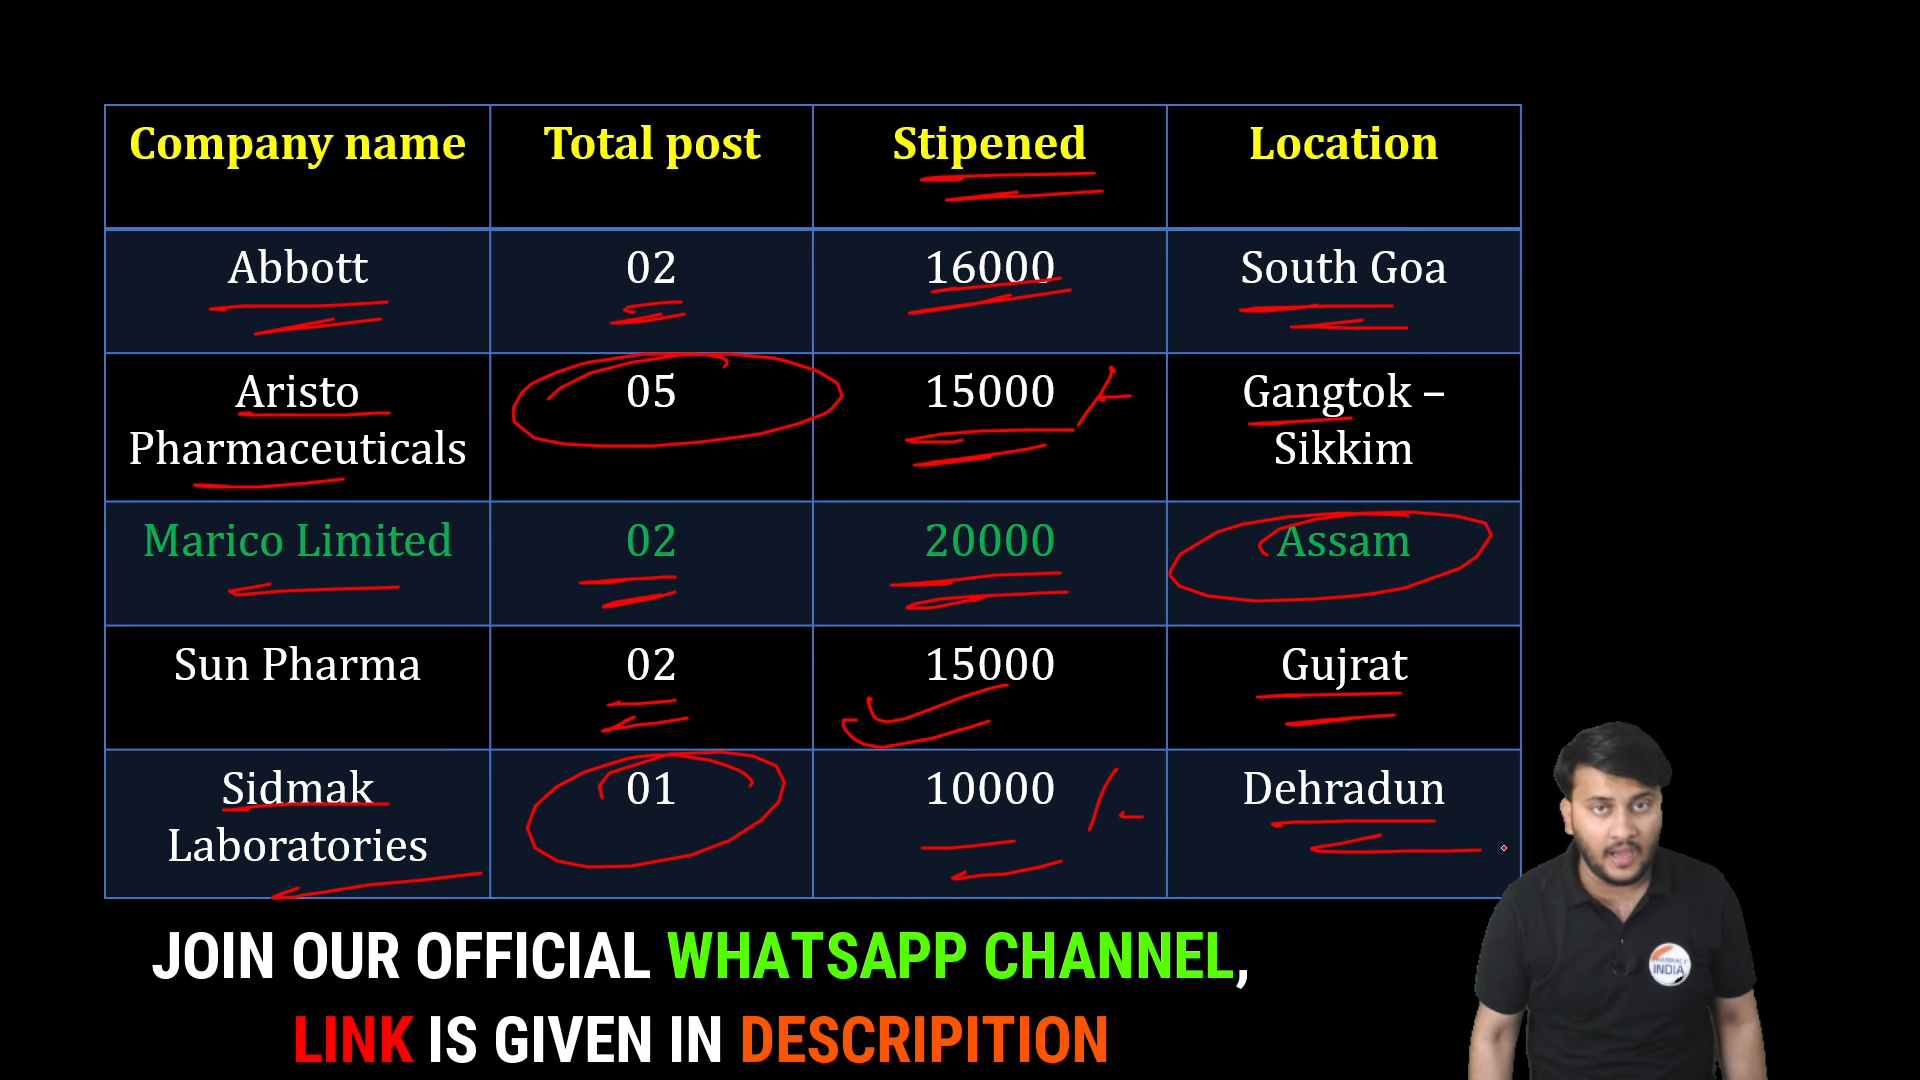 Company name Total post Stipened Location
Abbott 02 16000 South Goa
Aristo 05 15000 /- Gangtok –
Pharmaceuticals Sikkim
Marico Limited 02 20000 Assam
Sun Pharma 02 15000 Gujrat
Sidmak 01 10000 /- Dehradun
Laboratories
JOIN OUR OFFICIAL WHATSAPP CHANNEL,
LINK IS GIVEN IN DESCRIPITION
PHARMACY
INDIA